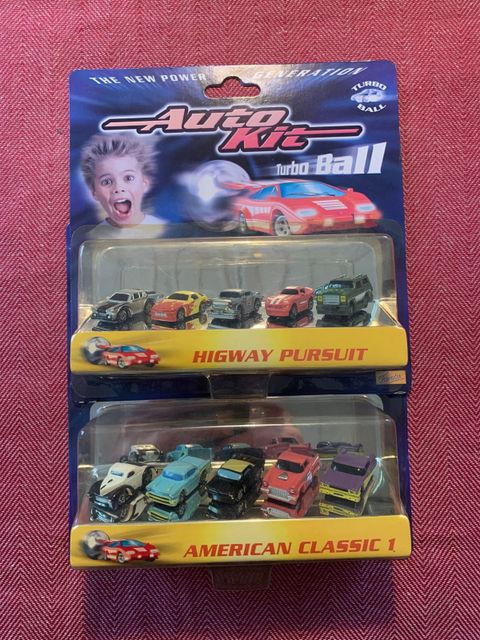 THE NEW POWER GENERATION
TURBO
BALL
Auto
Kit
Turbo Ball
HIGWAY PURSUIT
AMERICAN CLASSIC 1